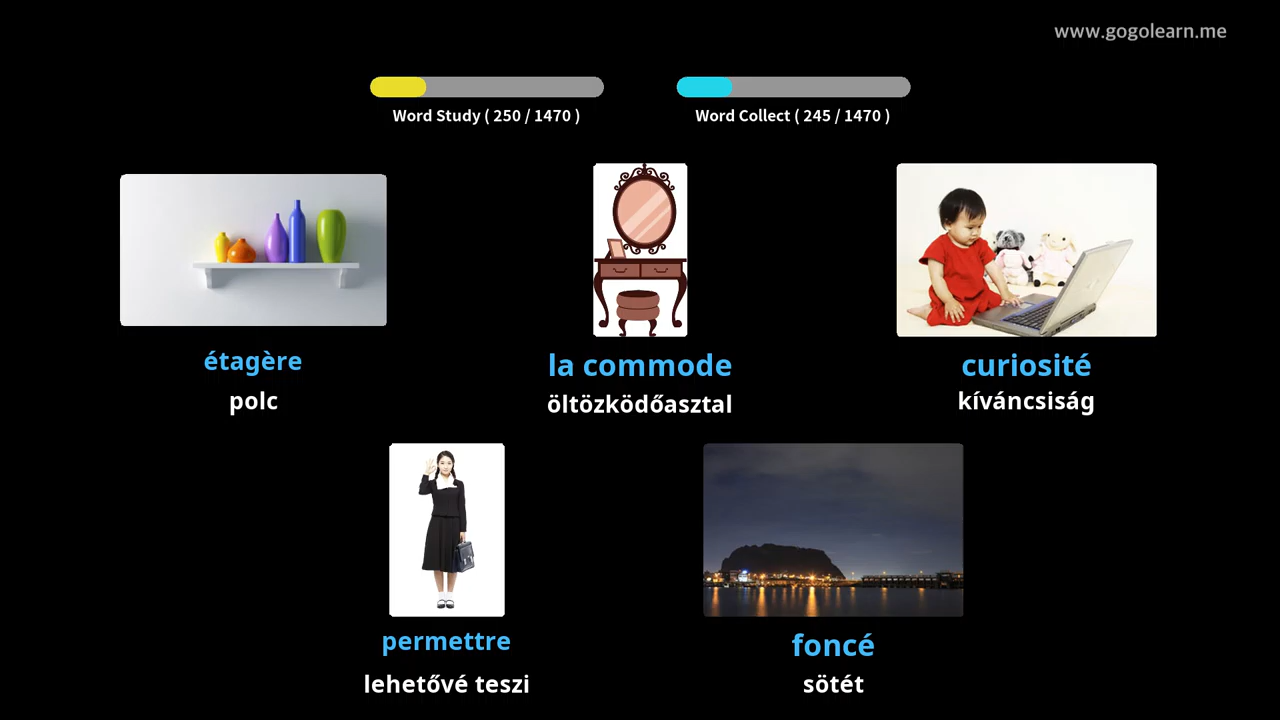 www.gogolearn.me
Word Study ( 250 / 1470 )
Word Collect ( 245 / 1470 )
étagère
polc
la commode
öltözködőasztal
curiosité
kíváncsiság
permettre
lehetővé teszi
foncé
sötét